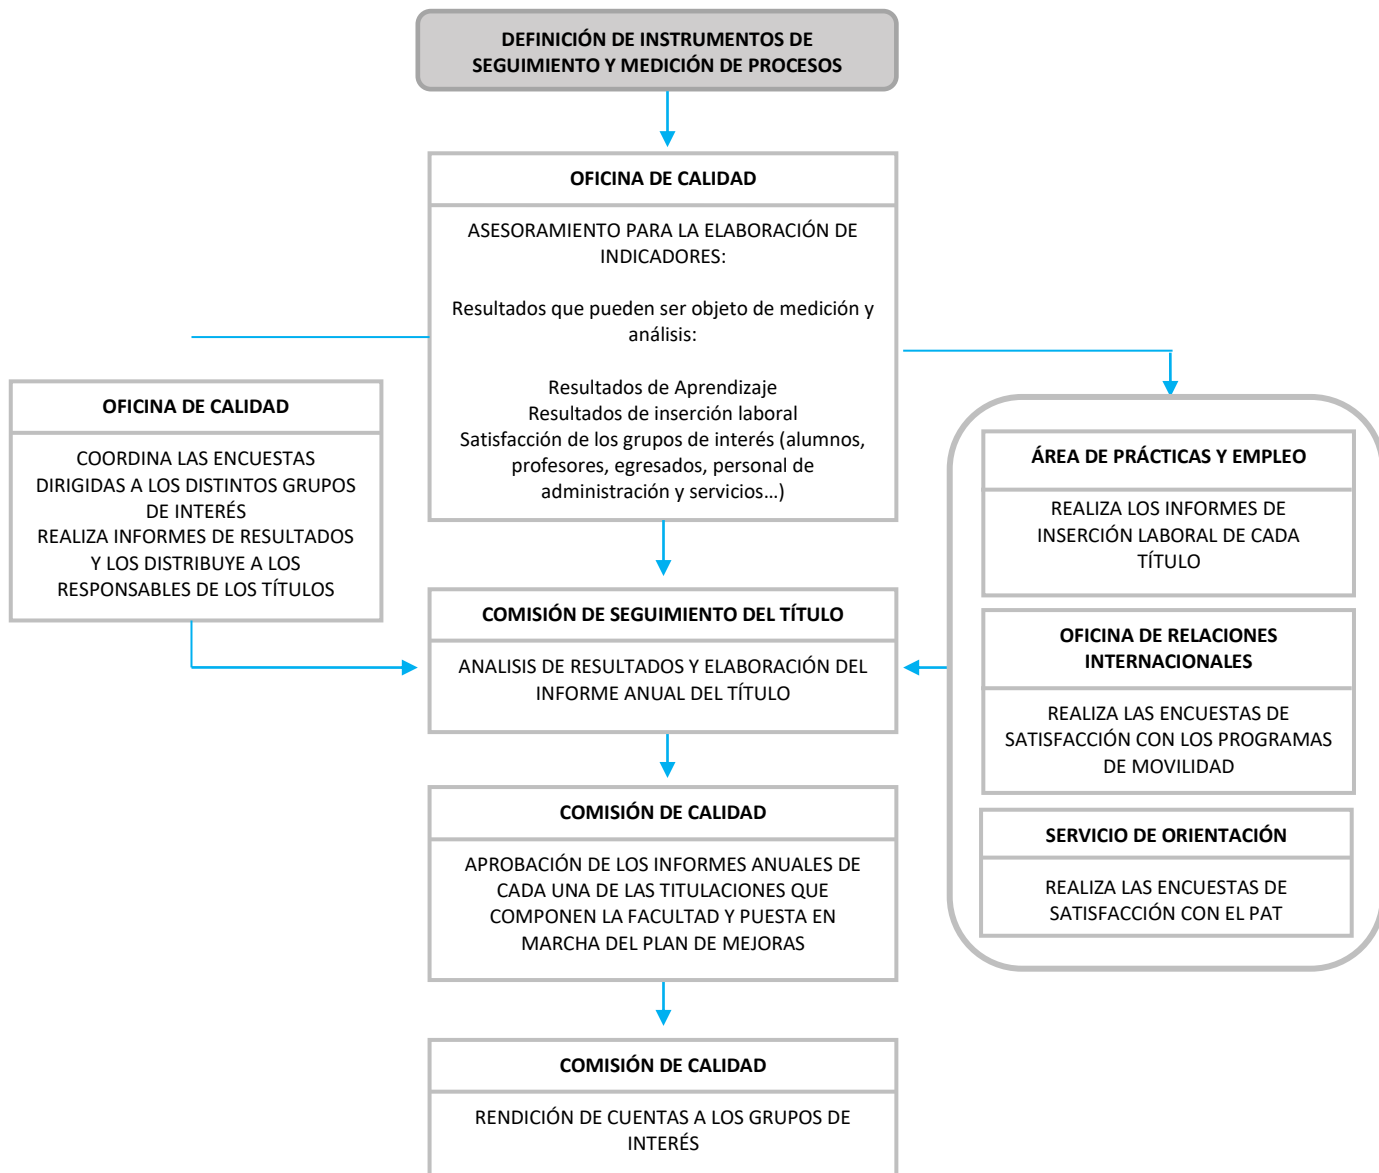 DEFINICIÓN DE INSTRUMENTOS DE
SEGUIMIENTO Y MEDICIÓN DE PROCESOS
OFICINA DE CALIDAD
ASESORAMIENTO PARA LA ELABORACIÓN DE
INDICADORES:
Resultados que pueden ser objeto de medición y
análisis:
Resultados de Aprendizaje
Resultados de inserción laboral
Satisfacción de los grupos de interés (alumnos,
profesores, egresados, personal de
administración y servicios…)
OFICINA DE CALIDAD
COORDINA LAS ENCUESTAS
DIRIGIDAS A LOS DISTINTOS GRUPOS
DE INTERÉS
REALIZA INFORMES DE RESULTADOS
Y LOS DISTRIBUYE A LOS
RESPONSABLES DE LOS TÍTULOS
ÁREA DE PRÁCTICAS Y EMPLEO
REALIZA LOS INFORMES DE
INSERCIÓN LABORAL DE CADA
TÍTULO
OFICINA DE RELACIONES
INTERNACIONALES
REALIZA LAS ENCUESTAS DE
SATISFACCIÓN CON LOS PROGRAMAS
DE MOVILIDAD
SERVICIO DE ORIENTACIÓN
REALIZA LAS ENCUESTAS DE
SATISFACCIÓN CON EL PAT
COMISIÓN DE SEGUIMIENTO DEL TÍTULO
ANALISIS DE RESULTADOS Y ELABORACIÓN DEL
INFORME ANUAL DEL TÍTULO
COMISIÓN DE CALIDAD
APROBACIÓN DE LOS INFORMES ANUALES DE
CADA UNA DE LAS TITULACIONES QUE
COMPONEN LA FACULTAD Y PUESTA EN
MARCHA DEL PLAN DE MEJORAS
COMISIÓN DE CALIDAD
RENDICIÓN DE CUENTAS A LOS GRUPOS DE
INTERÉS